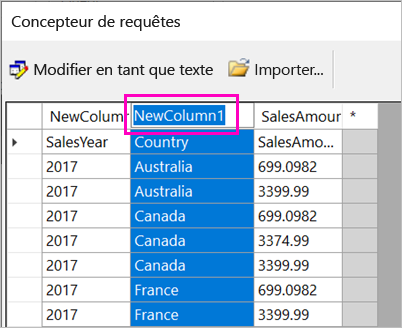 Concepteur de requêtes
Modifier en tant que texte Importer...
NewColumn NewColumn1 SalesAmour *
SalesYear Country SalesAmo...
2017 Australia 699.0982
2017 Australia 3399.99
2017 Canada 699.0982
2017 Canada 3374.99
2017 Canada 3399.99
2017 France 699.0982
2017 France 3399.99